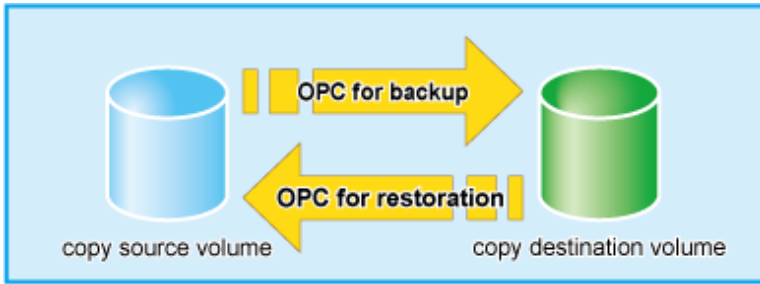 OPC for backup
OPC for restoration
copy source volume
copy destination volume